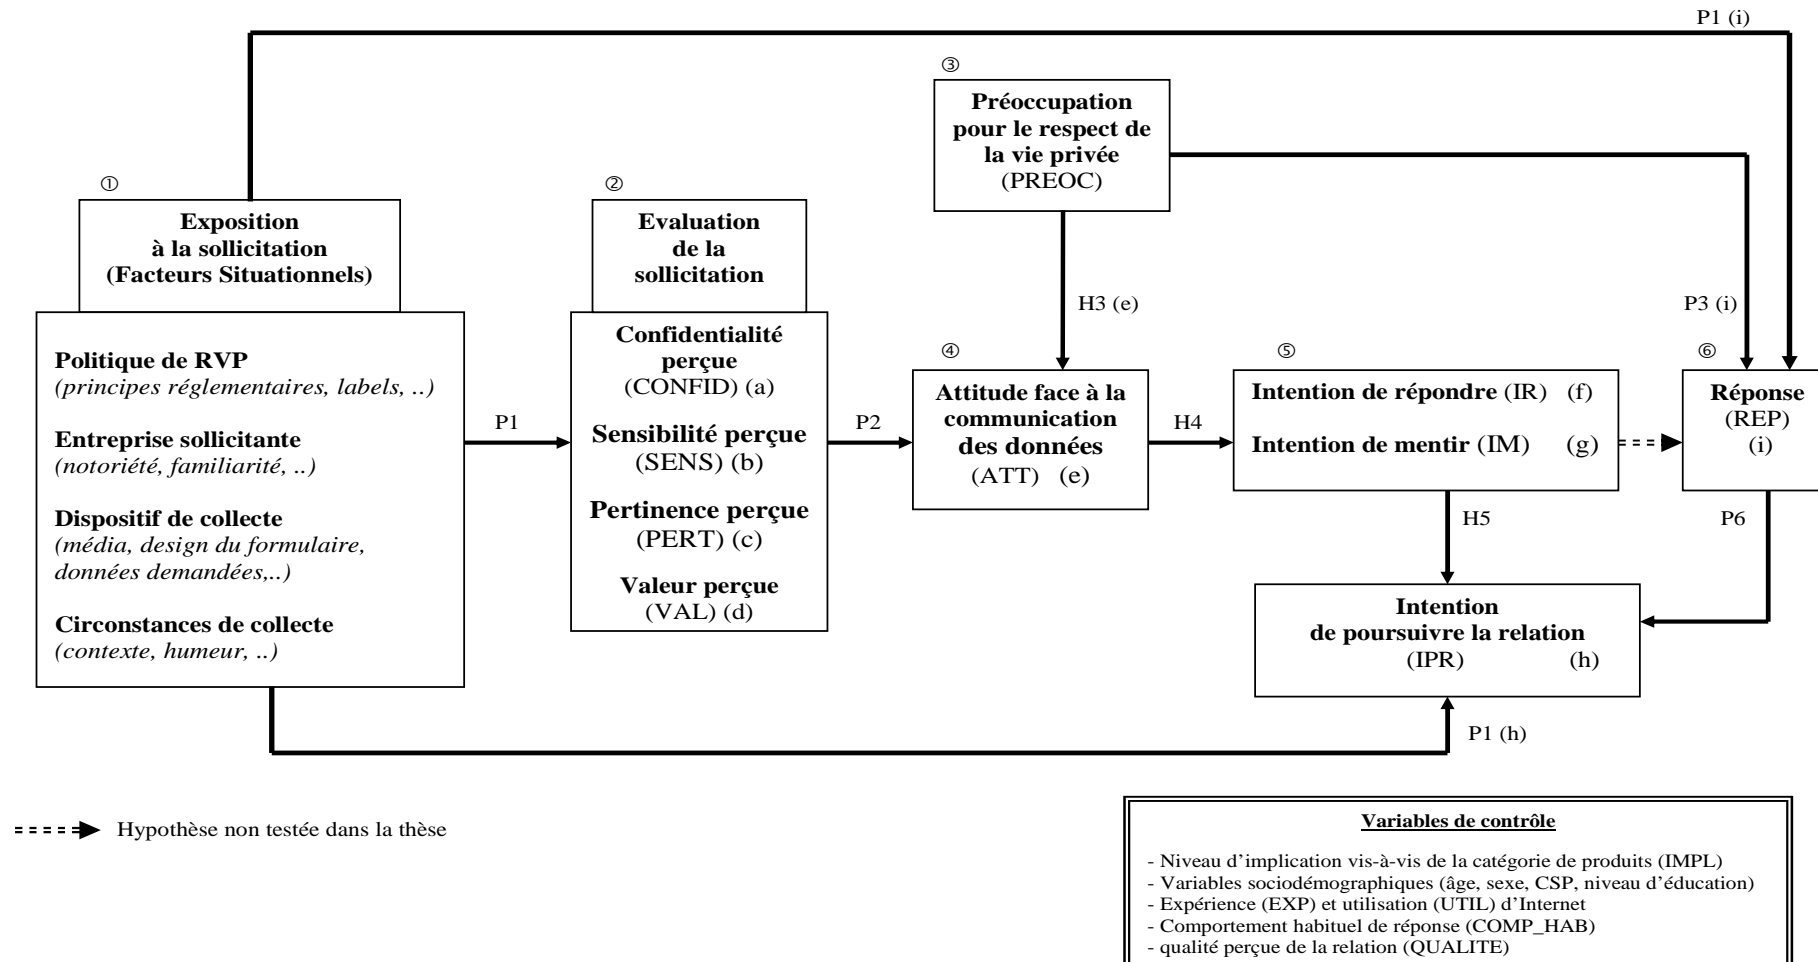 P1 (i)
①
Exposition
à la sollicitation
(Facteurs Situationnels)
Politique de RVP
(principes réglementaires, labels, ..)
Entreprise sollicitante
(notoriété, familiarité, ..)
Dispositif de collecte
(média, design du formulaire,
données demandées,..)
Circonstances de collecte
(contexte, humeur, ..)
P1
②
Evaluation
de la
sollicitation
Confidentialité
perçue
(CONFID) (a)
Sensibilité perçue
(SENS) (b)
Pertinence perçue
(PERT) (c)
Valeur perçue
(VAL) (d)
P2
③
Préoccupation
pour le respect de
la vie privée
(PREOC)
H3 (e)
P3 (i)
④
Attitude face à la
communication
des données
(ATT) (e)
H4
⑤
Intention de répondre (IR) (f)
Intention de mentir (IM) (g)
⑥
Réponse
(REP)
(i)
H5
P6
Intention
de poursuivre la relation
(IPR) (h)
P1 (h)
Hypothèse non testée dans la thèse
Variables de contrôle
- Niveau d’implication vis-à-vis de la catégorie de produits (IMPL)
- Variables sociodémographiques (âge, sexe, CSP, niveau d’éducation)
- Expérience (EXP) et utilisation (UTIL) d’Internet
- Comportement habituel de réponse (COMP_HAB)
- qualité perçue de la relation (QUALITE)